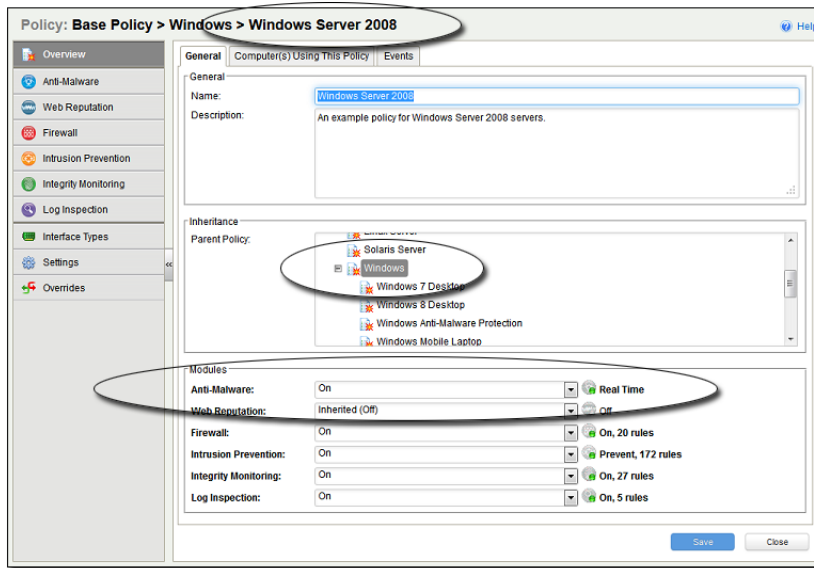 Policy: Base Policy > Windows > Windows Server 2008
Help
Overview
Anti-Malware
Web Reputation
Firewall
Intrusion Prevention
Integrity Monitoring
Log Inspection
Interface Types
Settings
Overrides
General Computer(s) Using This Policy Events
General
Name: Windows Server 2008
Description: An example policy for Windows Server 2008 servers.
Inheritance
Parent Policy:
Email Server
Solaris Server
Windows
Windows 7 Desktop
Windows 8 Desktop
Windows Anti-Malware Protection
Windows Mobile Laptop
Modules
Anti-Malware: On Real Time
Web Reputation: Inherited (Off) Off
Firewall: On On, 20 rules
Intrusion Prevention: On Prevent, 172 rules
Integrity Monitoring: On On, 27 rules
Log Inspection: On On, 5 rules
Save Close